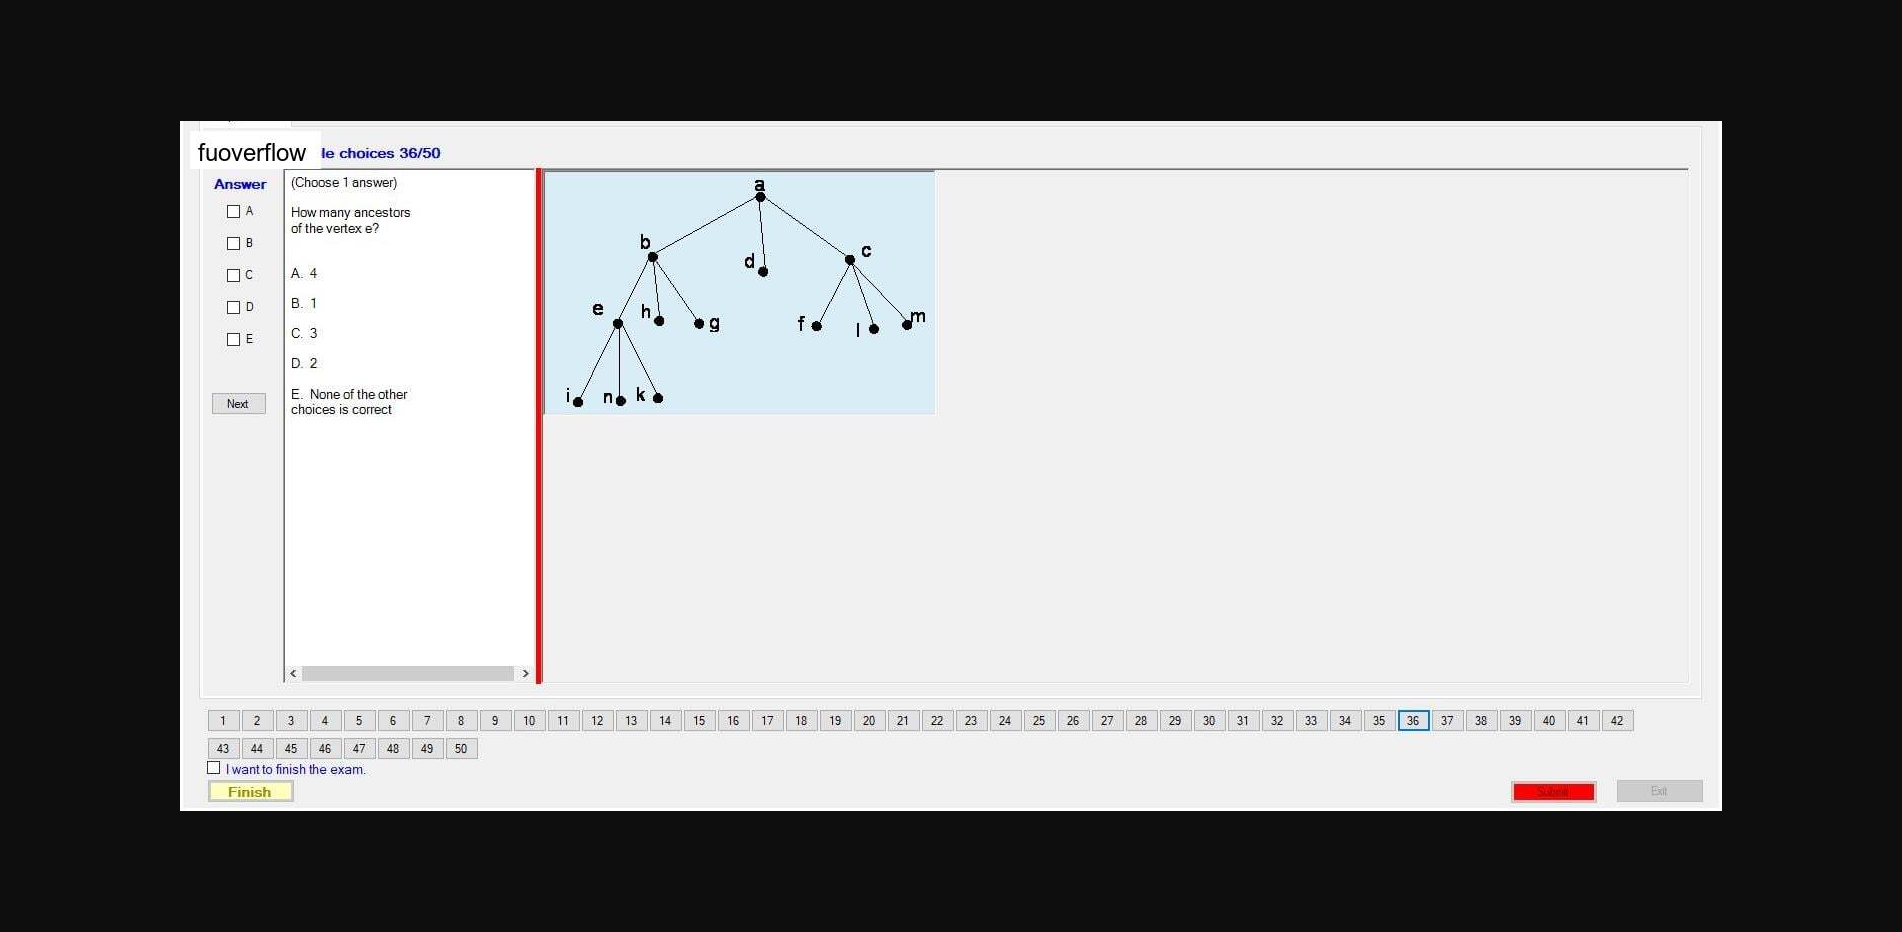 fuoverflow
le choices 36/50
Answer
A
B
C
D
E
Next
(Choose 1 answer)
How many ancestors
of the vertex e?
A. 4
B. 1
C. 3
D. 2
E. None of the other
choices is correct
a
b
c
d
e
h
g
f
l
m
i
n
k
1 2 3 4 5 6 7 8 9 10 11 12 13 14 15 16 17 18 19 20 21 22 23 24 25 26 27 28 29 30 31 32 33 34 35 36 37 38 39 40 41 42
43 44 45 46 47 48 49 50
I want to finish the exam.
Finish
Submit
Exit